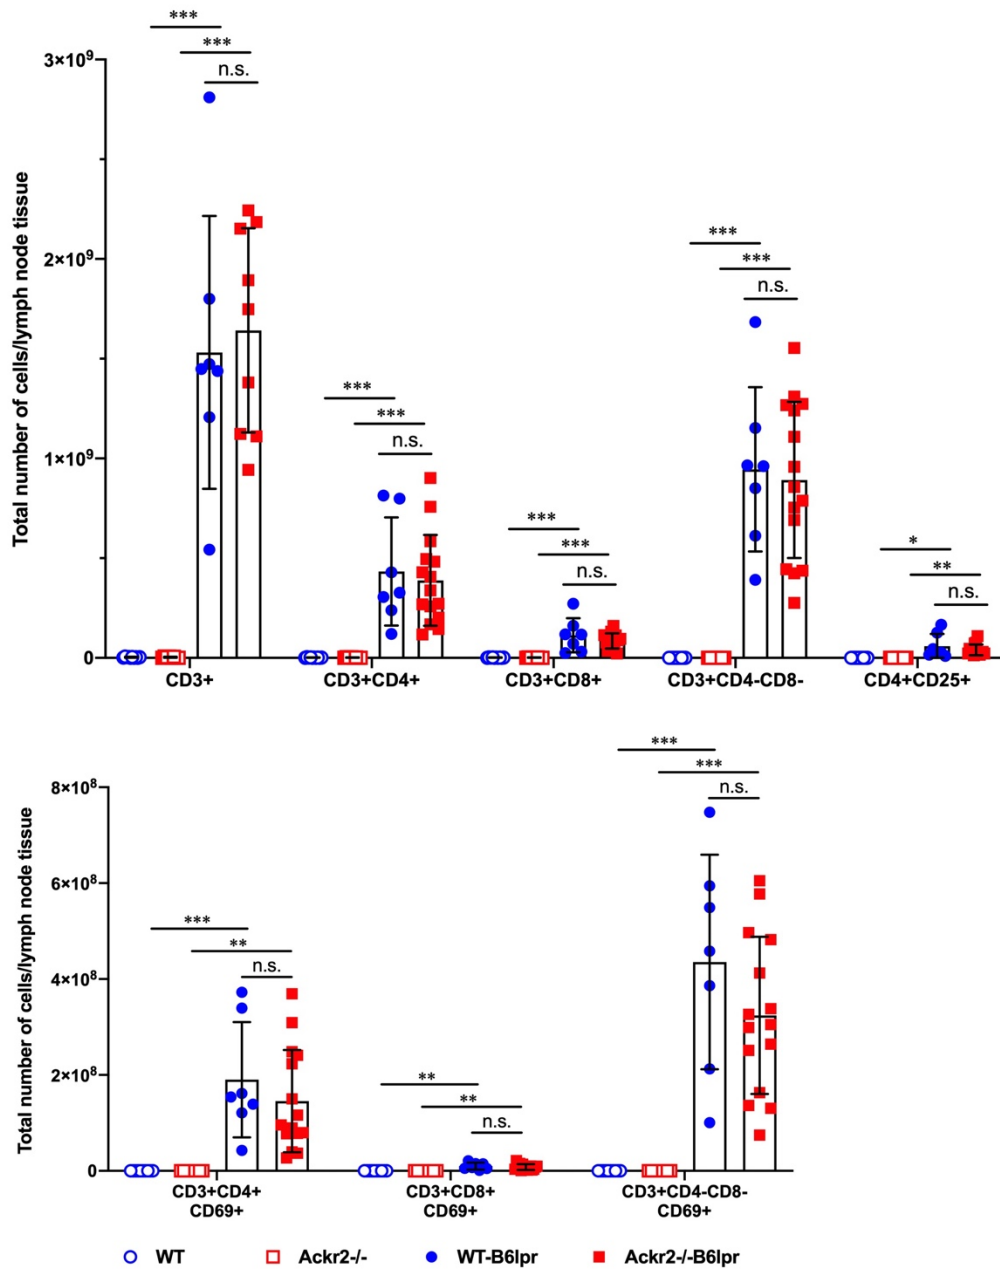 ***
***
n.s.
3×10⁹
2×10⁹
1×10⁹
0
Total number of cells/lymph node tissue
***
***
n.s.
***
***
n.s.
***
***
n.s.
*
**
n.s.
CD3+ CD3+CD4+ CD3+CD8+ CD3+CD4-CD8- CD4+CD25+
***
***
n.s.
8×10⁸
6×10⁸
4×10⁸
2×10⁸
0
Total number of cells/lymph node tissue
***
**
n.s.
**
**
n.s.
CD3+CD4+ CD3+CD8+ CD3+CD4-CD8-
CD69+ CD69+ CD69+
WT Ackr2-/- WT-B6lpr Ackr2-/-B6lpr